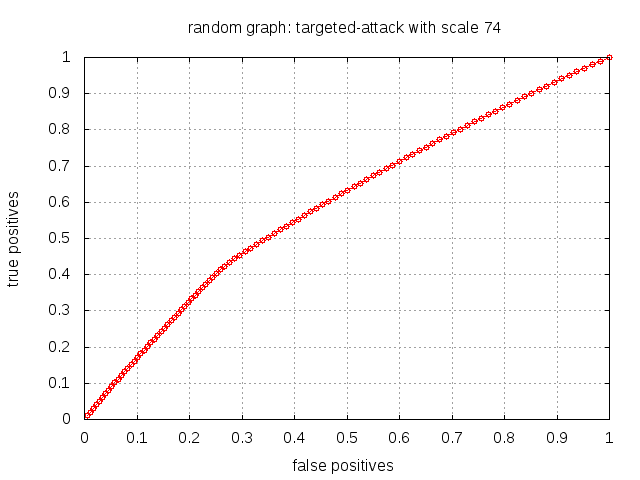 random graph: targeted-attack with scale 74
1
0.9
0.8
0.7
0.6
0.5
0.4
0.3
0.2
0.1
0
0 0.1 0.2 0.3 0.4 0.5 0.6 0.7 0.8 0.9 1
true positives
false positives